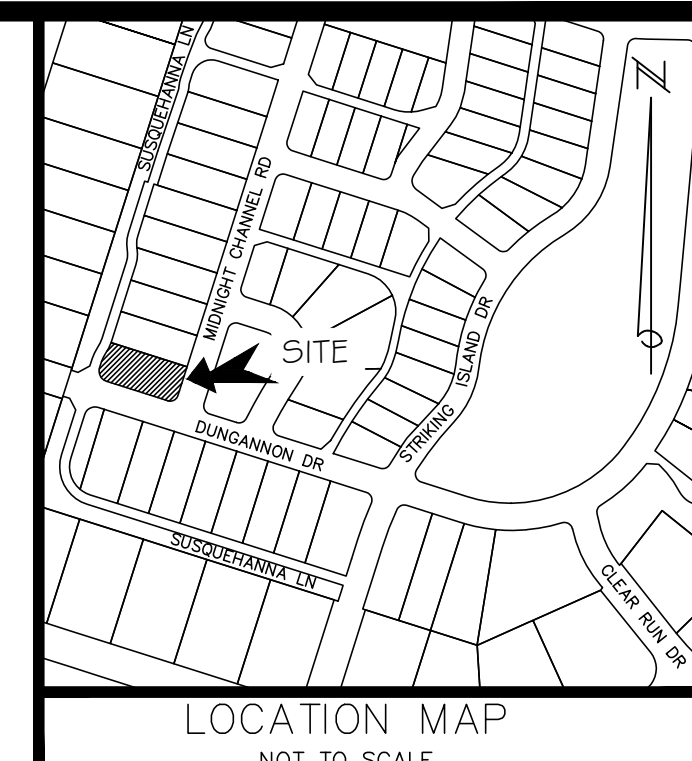 SUSQUEHANNA LN
N
MIDNIGHT CHANNEL RD
SITE
STRIKING ISLAND DR
DUNGANNON DR
SUSQUEHANNA LN
CLEAR RUN DR
LOCATION MAP
NOT TO SCALE